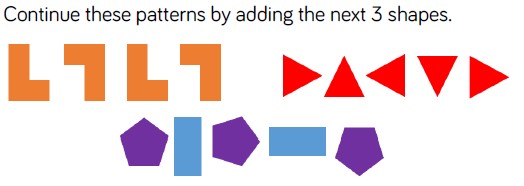 Continue these patterns by adding the next 3 shapes.